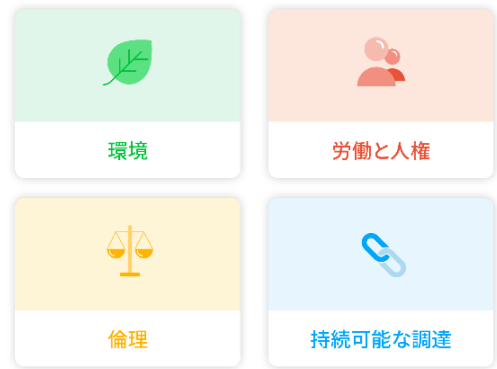 環境
労働と人権
倫理
持続可能な調達